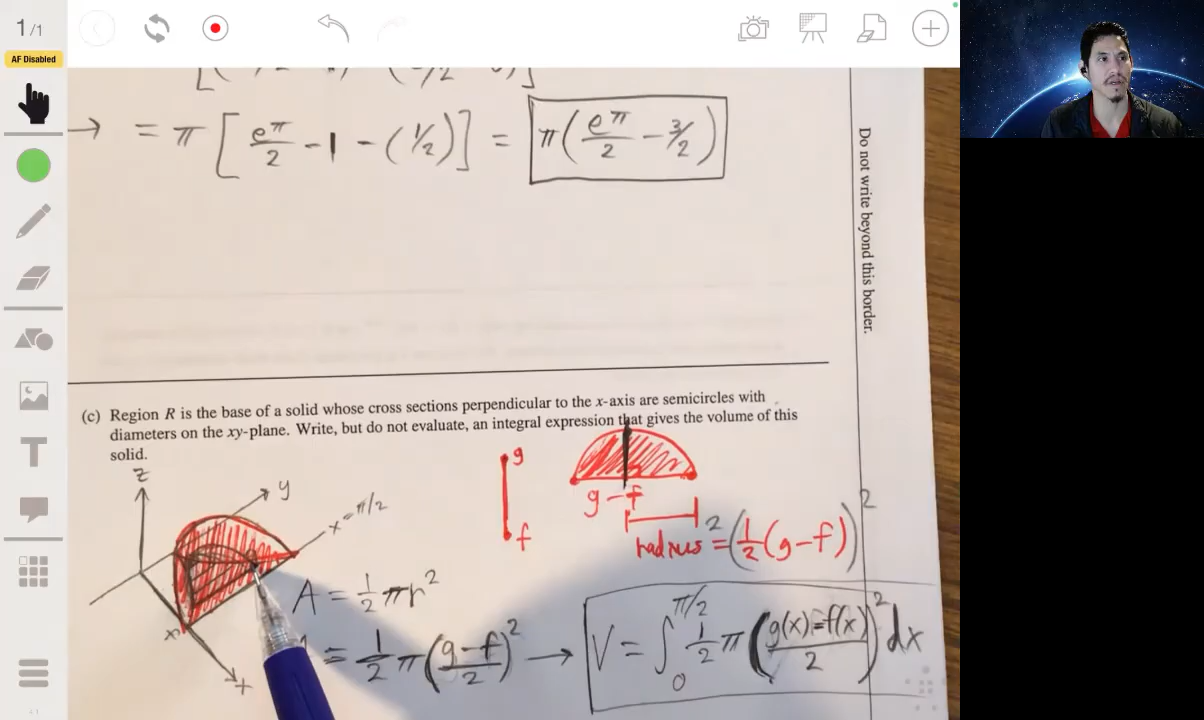 1/1
AF Disabled
→ = π [ e^π/2 - 1 - (1/2) ] = π( e^π/2 - 3/2 )
Do not write beyond this border.
(c) Region R is the base of a solid whose cross sections perpendicular to the x-axis are semicircles with
diameters on the xy-plane. Write, but do not evaluate, an integral expression that gives the volume of this
solid.
z
y
x=π/2
x
x
g
f
g-f
radius² = (1/2(g-f))²
A = 1/2 πr²
= 1/2 π((g-f)/2)² → V = ∫₀^π/2 1/2 π((g(x)-f(x))/2)² dx
T